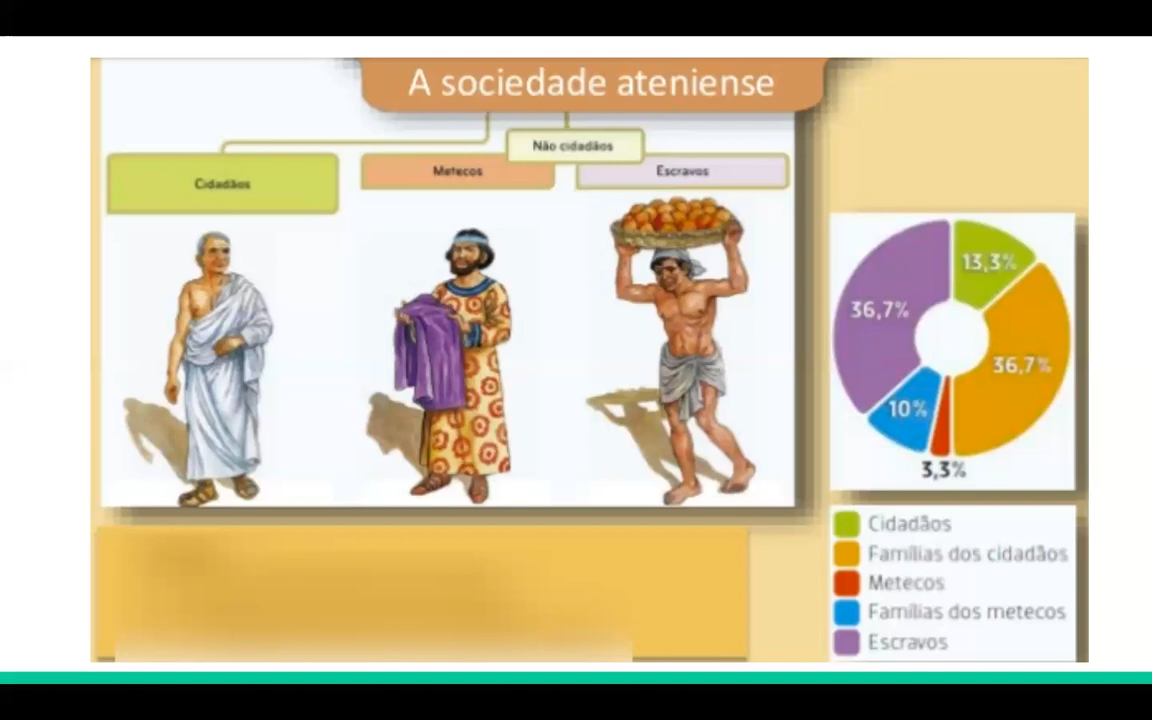 A sociedade ateniense
Não cidadãos
Cidadãos
Metecos
Escravos
13,3%
36,7%
36,7%
10%
3,3%
Cidadãos
Famílias dos cidadãos
Metecos
Famílias dos metecos
Escravos